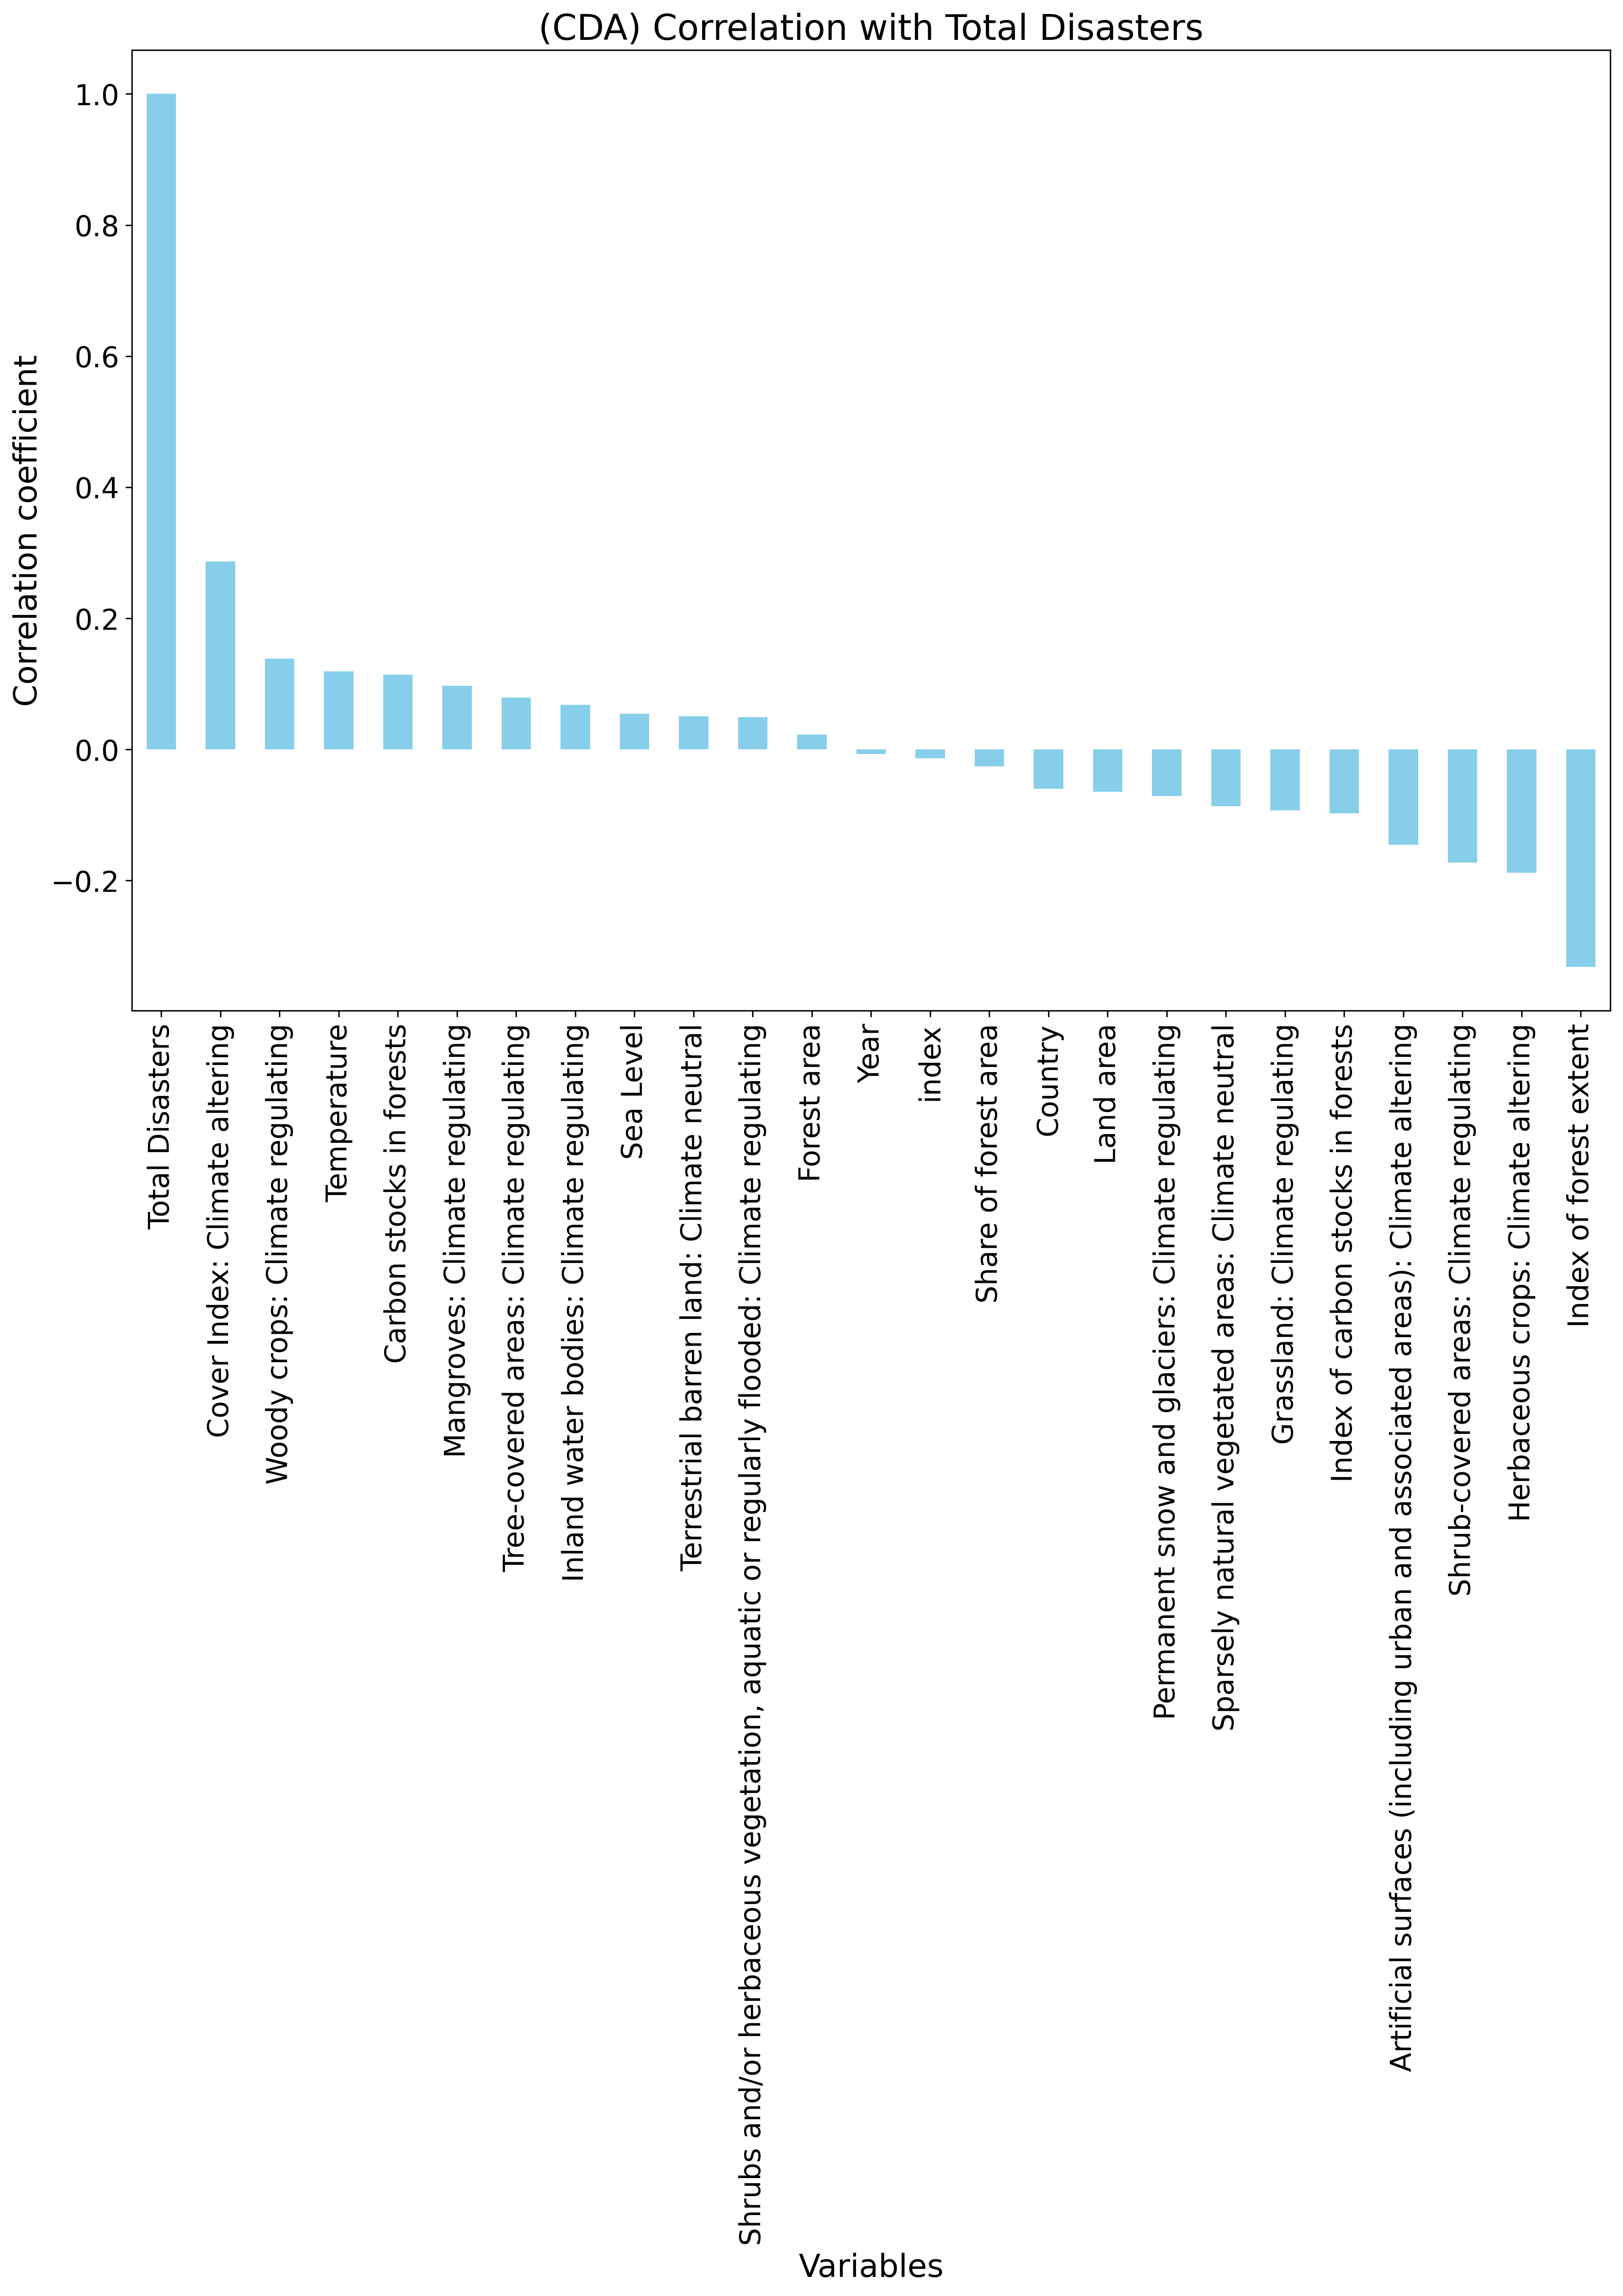 (CDA) Correlation with Total Disasters
Correlation coefficient
1.0
0.8
0.6
0.4
0.2
0.0
−0.2
Total Disasters
Cover Index: Climate altering
Woody crops: Climate regulating
Temperature
Carbon stocks in forests
Mangroves: Climate regulating
Tree-covered areas: Climate regulating
Inland water bodies: Climate regulating
Sea Level
Terrestrial barren land: Climate neutral
Shrubs and/or herbaceous vegetation, aquatic or regularly flooded: Climate regulating
Forest area
Year
index
Share of forest area
Country
Land area
Permanent snow and glaciers: Climate regulating
Sparsely natural vegetated areas: Climate neutral
Grassland: Climate regulating
Index of carbon stocks in forests
Artificial surfaces (including urban and associated areas): Climate altering
Shrub-covered areas: Climate regulating
Herbaceous crops: Climate altering
Index of forest extent
Variables